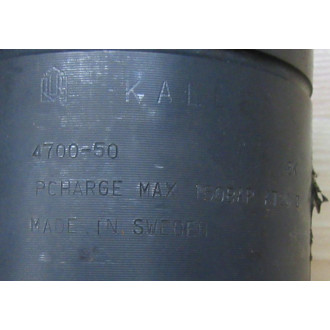 KAL
4700-50
PCHARGE MAX
MADE IN SWEDEN